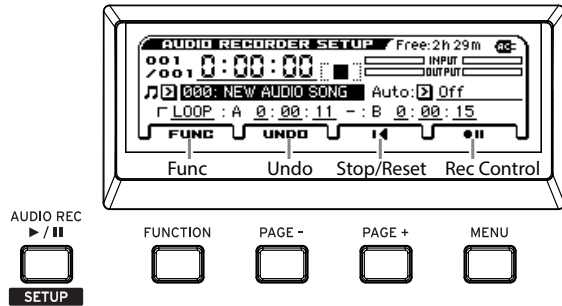 AUDIO RECORDER SETUP Free:2h 29m AC
001 /001 0:00:00 INPUT OUTPUT
000: NEW AUDIO SONG Auto: Off
LOOP : A 0:00:11 - : B 0:00:15
FUNC UNDO
Func Undo Stop/Reset Rec Control
AUDIO REC
▶/II FUNCTION PAGE - PAGE + MENU
SETUP